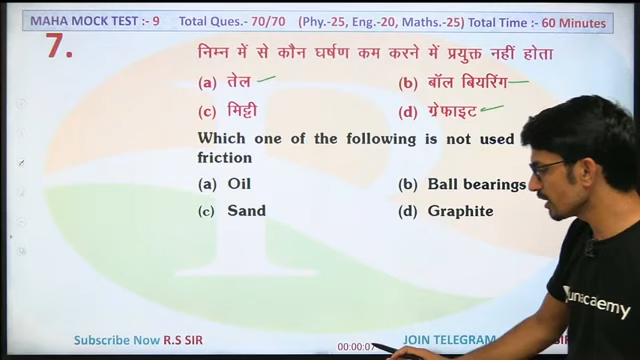 MAHA MOCK TEST :- 9 Total Ques.- 70/70 (Phy.-25, Eng.-20, Maths.-25) Total Time :- 60 Minutes
7.
निम्न में से कौन घर्षण कम करने में प्रयुक्त नहीं होता
(a) तेल (b) बॉल बियरिंग
(c) मिट्टी (d) ग्रेफाइट
Which one of the following is not used
friction
(a) Oil (b) Ball bearings
(c) Sand (d) Graphite
unacademy
Subscribe Now R.S SIR 00:00:07 JOIN TELEGRAM SIR